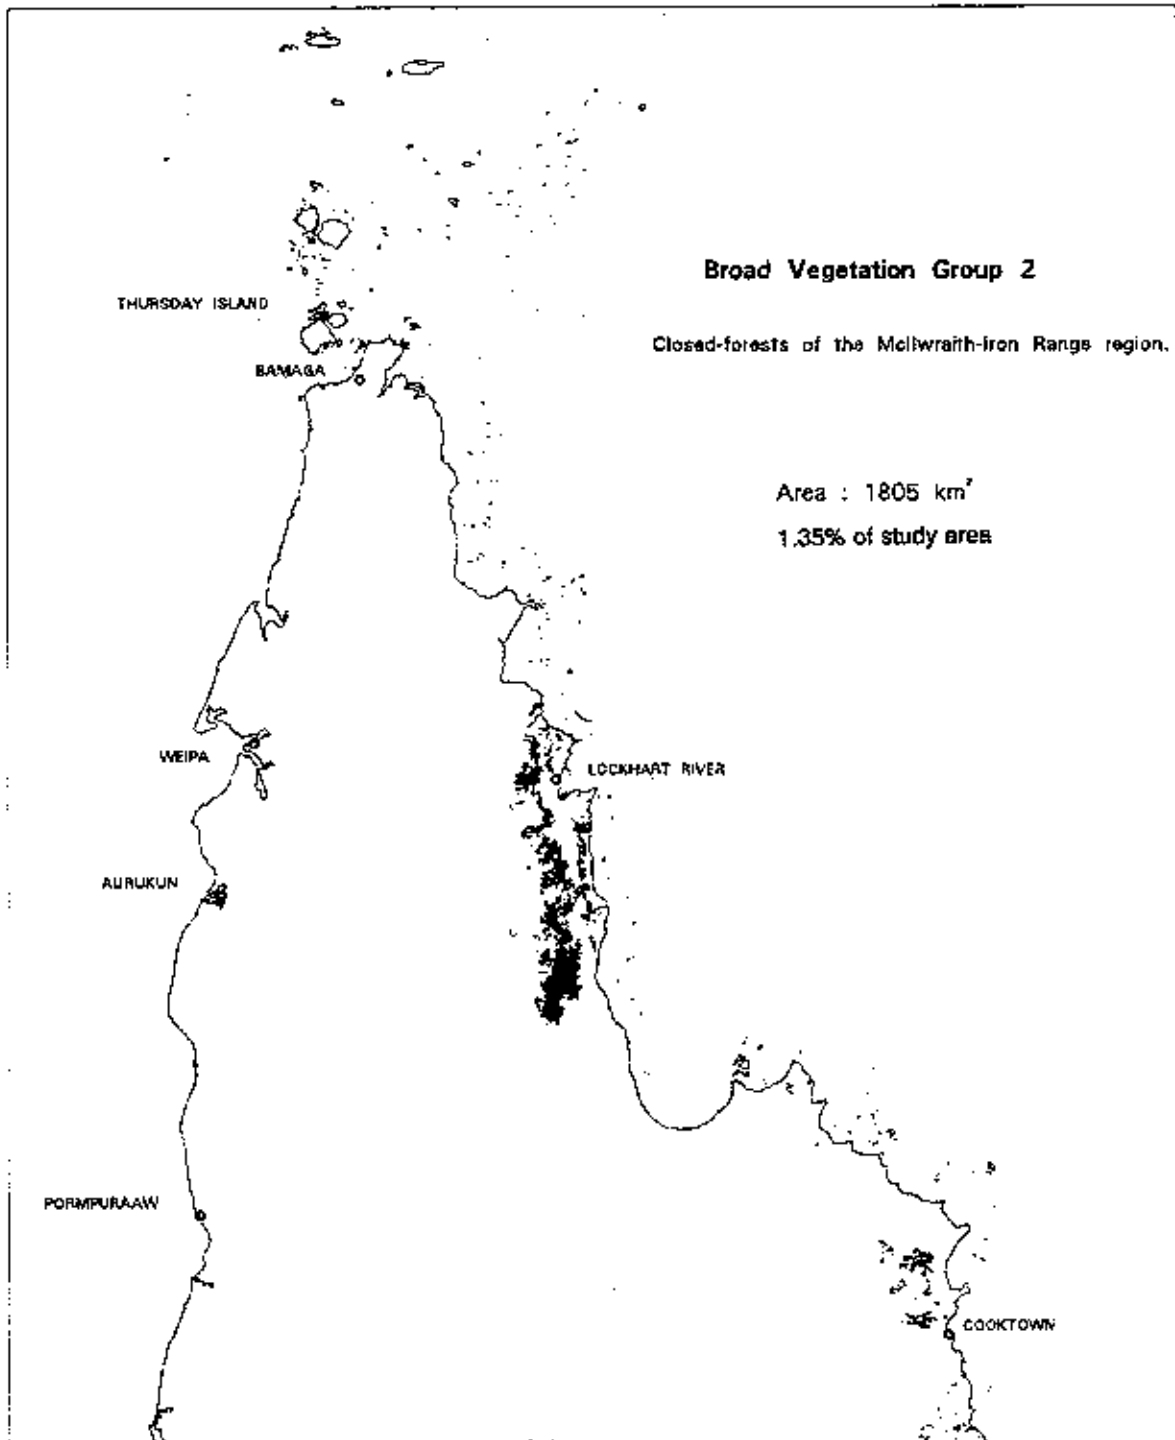 Broad Vegetation Group 2
THURSDAY ISLAND
Closed-forests of the McIlwraith-Iron Range region.
BAMAGA
Area : 1805 km²
1.35% of study area
WEIPA
LOCKHART RIVER
AURUKUN
PORMPURAAW
COOKTOWN